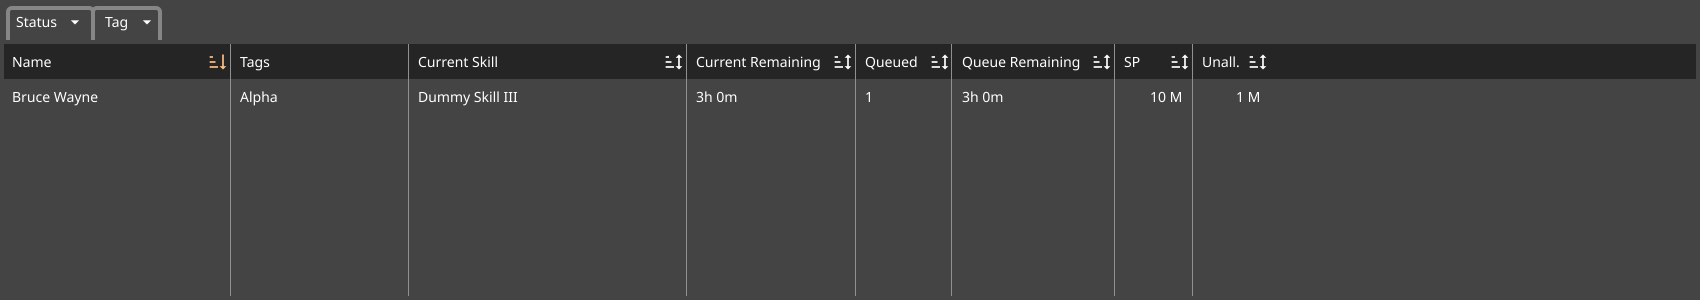 Status Tag
Name Tags Current Skill Current Remaining Queued Queue Remaining SP Unall.
Bruce Wayne Alpha Dummy Skill III 3h 0m 1 3h 0m 10 M 1 M